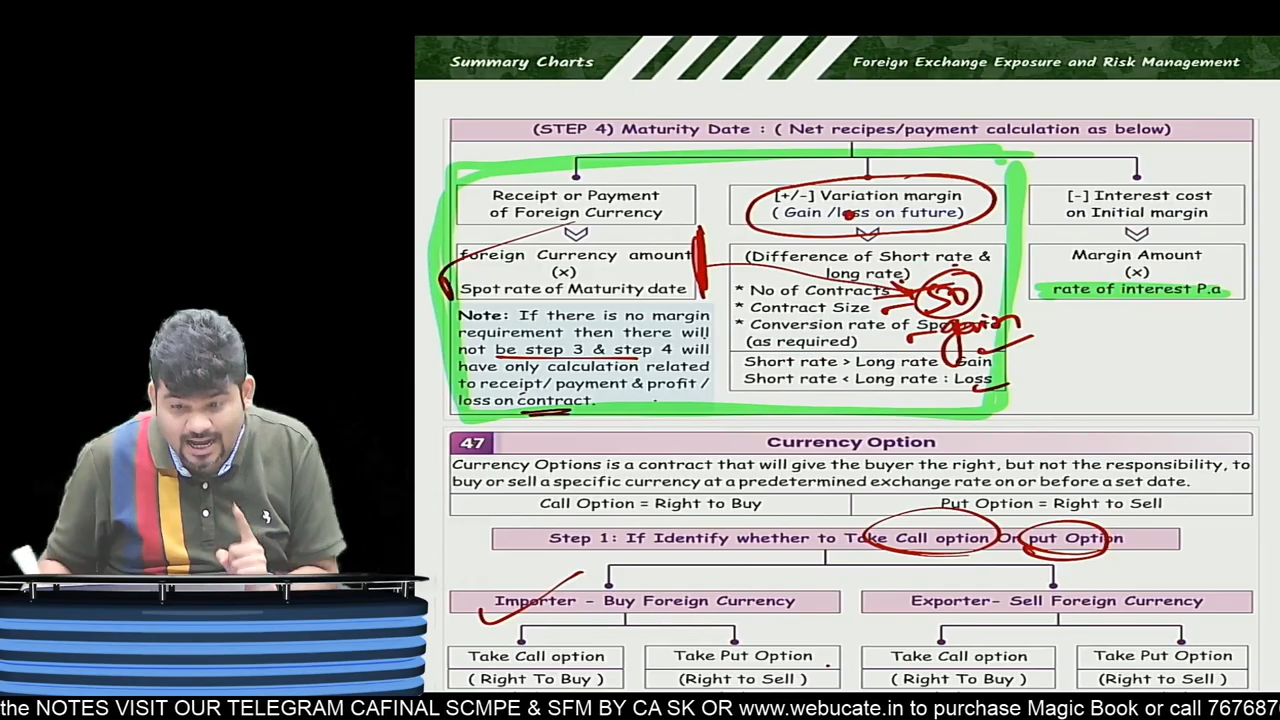 Summary Charts
Foreign Exchange Exposure and Risk Management
(STEP 4) Maturity Date : ( Net recipes/payment calculation as below)
Receipt or Payment
of Foreign Currency
foreign Currency amount
(x)
Spot rate of Maturity date
Note: If there is no margin
requirement then there will
not be step 3 & step 4 will
have only calculation related
to receipt/ payment & profit /
loss on contract.
[+/-] Variation margin
( Gain /loss on future)
(Difference of Short rate &
long rate)
* No of Contracts
* Contract Size
* Conversion rate of
(as required)
50
gain
Short rate > Long rate Gain
Short rate < Long rate : Loss
[-] Interest cost
on Initial margin
Margin Amount
(x)
rate of interest P.a
47
Currency Option
Currency Options is a contract that will give the buyer the right, but not the responsibility, to
buy or sell a specific currency at a predetermined exchange rate on or before a set date.
Call Option = Right to Buy
Put Option = Right to Sell
Step 1: If Identify whether to Take Call option Or put Option
Importer - Buy Foreign Currency
Exporter- Sell Foreign Currency
Take Call option
( Right To Buy )
Take Put Option
(Right to Sell )
Take Call option
( Right to Buy )
Take Put Option
(Right to Sell )
the NOTES VISIT OUR TELEGRAM CAFINAL SCMPE & SFM BY CA SK OR www.webucate.in to purchase Magic Book or call 767687